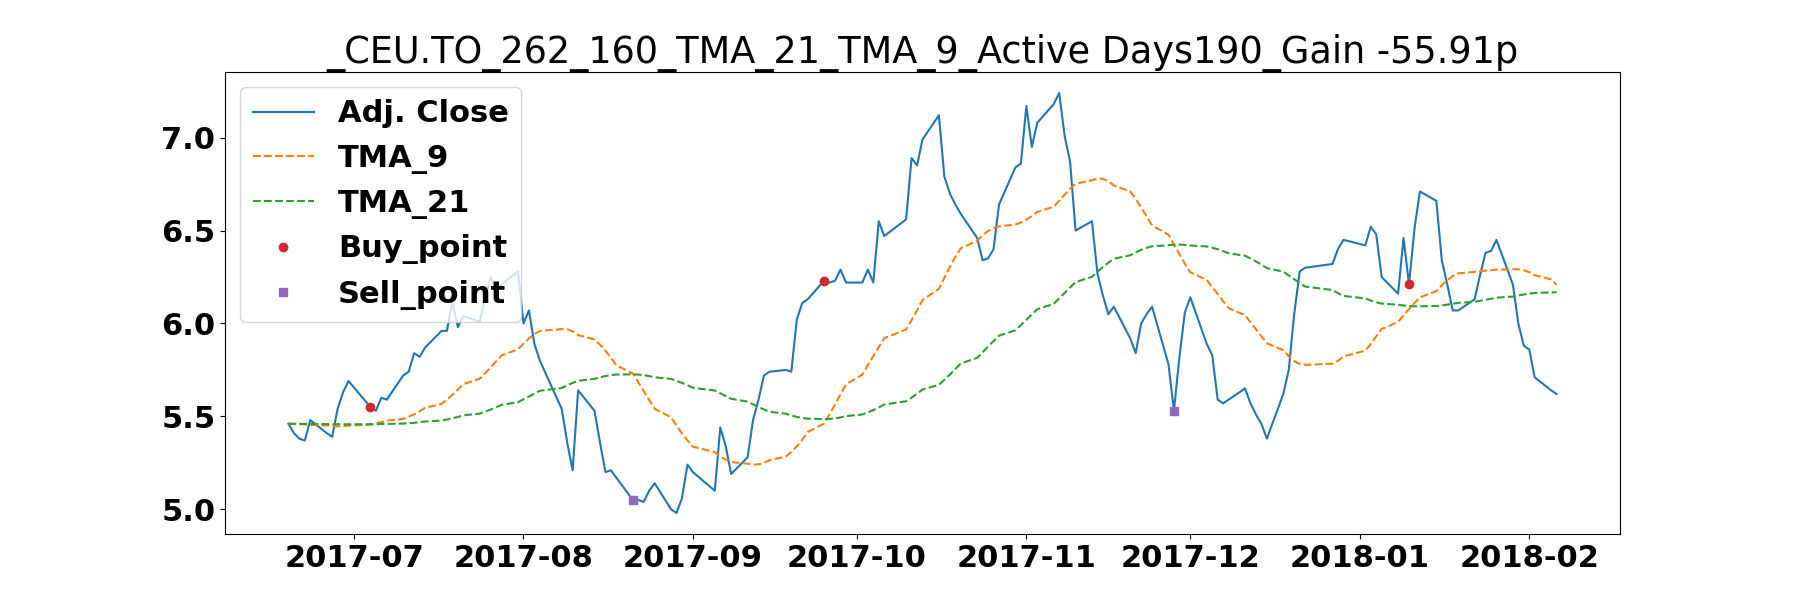 _CEU.TO_262_160_TMA_21_TMA_9_Active Days190_Gain -55.91p
Adj. Close
TMA_9
TMA_21
Buy_point
Sell_point
7.0
6.5
6.0
5.5
5.0
2017-07 2017-08 2017-09 2017-10 2017-11 2017-12 2018-01 2018-02